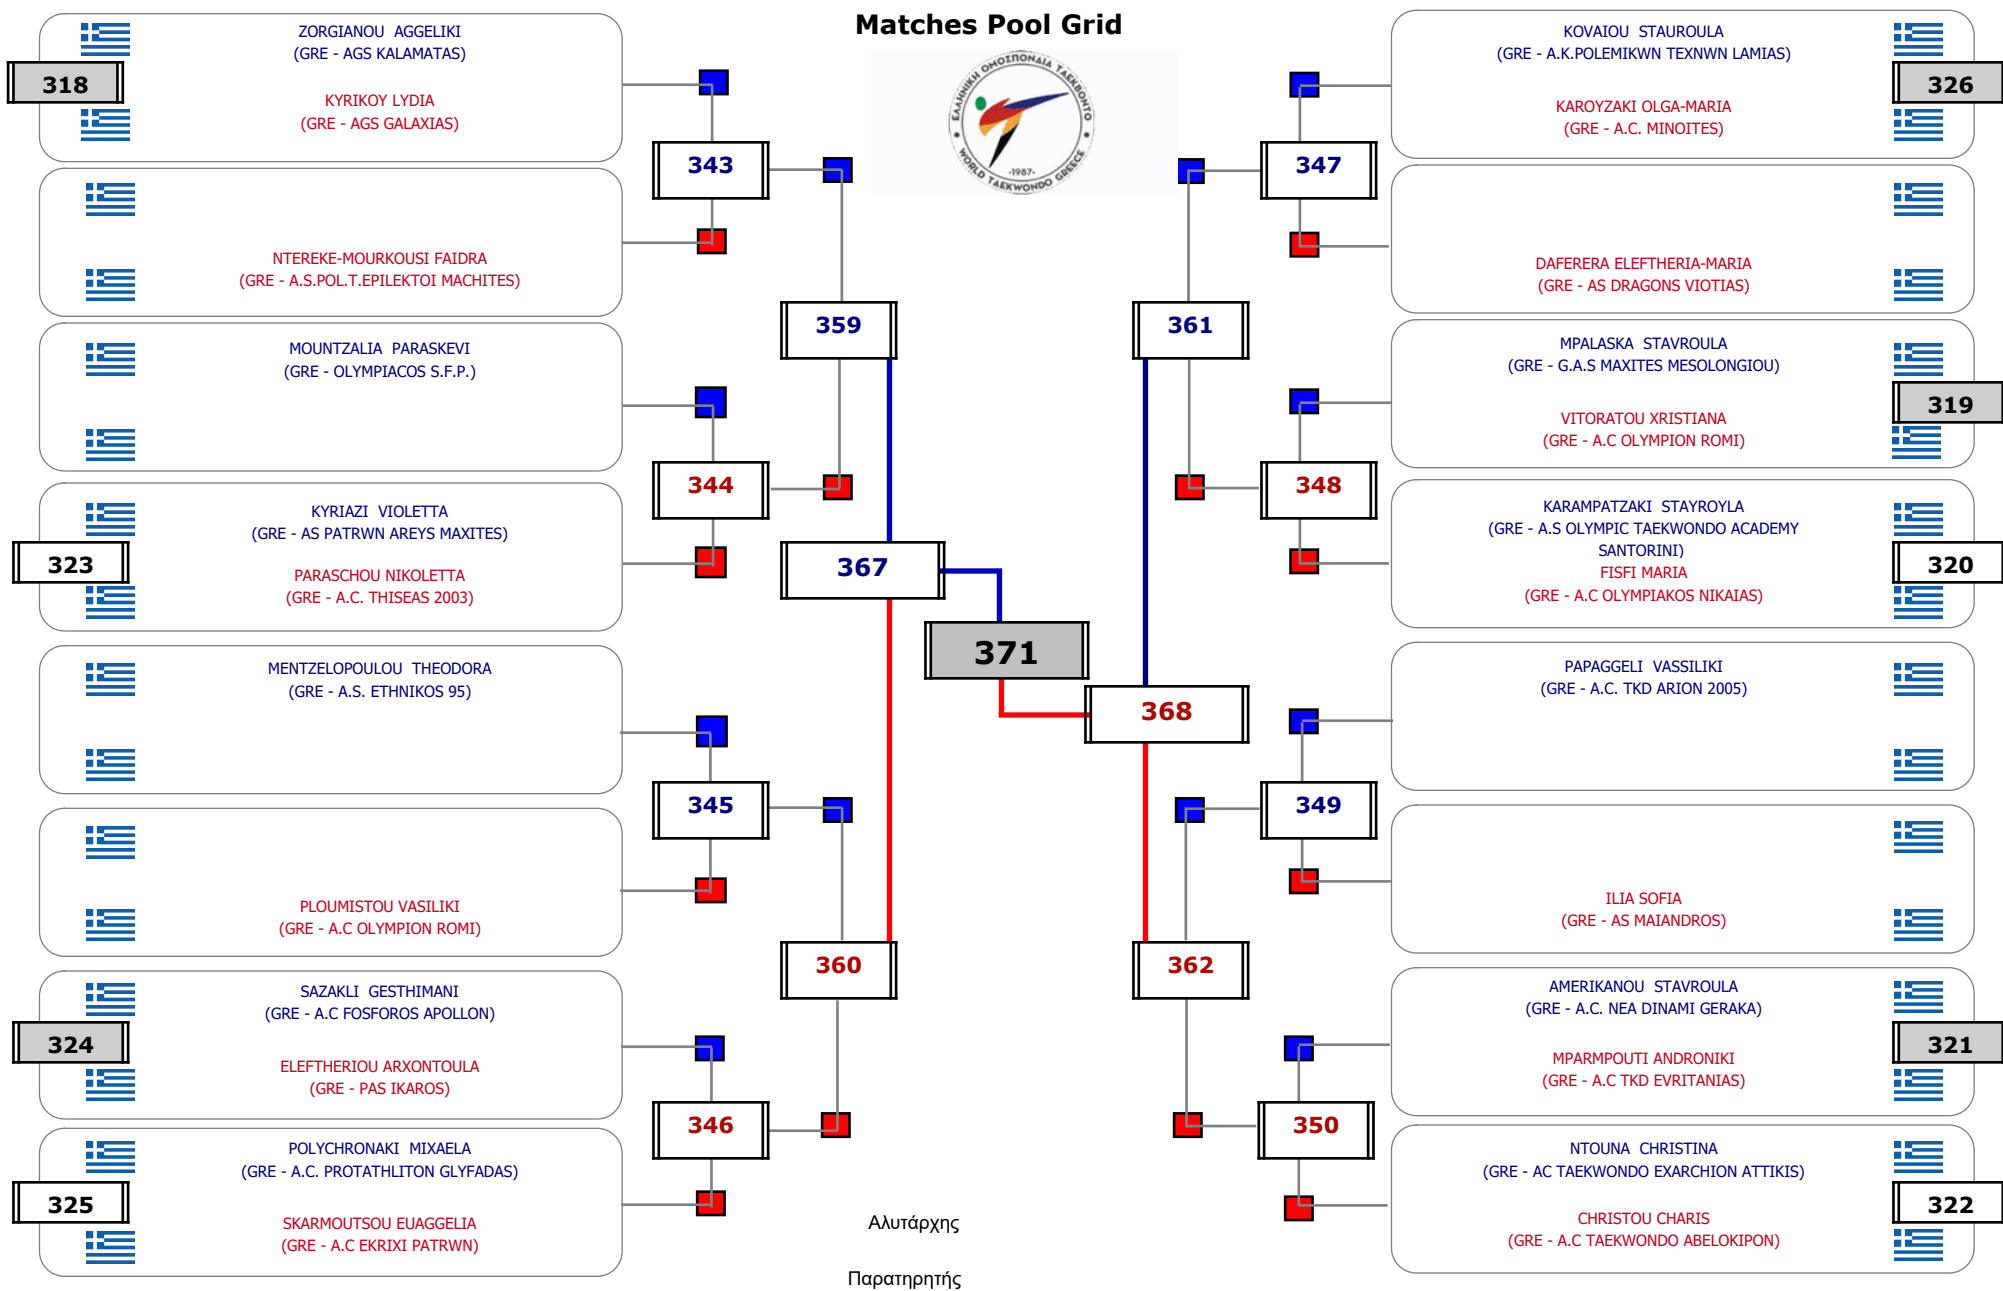 Matches Pool Grid
ΕΛΛΗΝΙΚΗ ΟΜΟΣΠΟΝΔΙΑ ΤΑΕΚΒΟΝΤΟ
WORLD TAEKWONDO GREECE
·1987·
ZORGIANOU AGGELIKI
(GRE - AGS KALAMATAS)
318
KYRIKOY LYDIA
(GRE - AGS GALAXIAS)
NTEREKE-MOURKOUSI FAIDRA
(GRE - A.S.POL.T.EPILEKTOI MACHITES)
MOUNTZALIA PARASKEVI
(GRE - OLYMPIACOS S.F.P.)
KYRIAZI VIOLETTA
(GRE - AS PATRWN AREYS MAXITES)
323
PARASCHOU NIKOLETTA
(GRE - A.C. THISEAS 2003)
MENTZELOPOULOU THEODORA
(GRE - A.S. ETHNIKOS 95)
PLOUMISTOU VASILIKI
(GRE - A.C OLYMPION ROMI)
SAZAKLI GESTHIMANI
(GRE - A.C FOSFOROS APOLLON)
324
ELEFTHERIOU ARXONTOULA
(GRE - PAS IKAROS)
POLYCHRONAKI MIXAELA
(GRE - A.C. PROTATHLITON GLYFADAS)
325
SKARMOUTSOU EUAGGELIA
(GRE - A.C EKRIXI PATRWN)
343
344
345
346
359
360
367
371
368
361
362
347
348
349
350
KOVAIOU STAUROULA
(GRE - A.K.POLEMIKWN TEXNWN LAMIAS)
326
KAROYZAKI OLGA-MARIA
(GRE - A.C. MINOITES)
DAFERERA ELEFTHERIA-MARIA
(GRE - AS DRAGONS VIOTIAS)
MPALASKA STAVROULA
(GRE - G.A.S MAXITES MESOLONGIOU)
319
VITORATOU XRISTIANA
(GRE - A.C OLYMPION ROMI)
KARAMPATZAKI STAYROYLA
(GRE - A.S OLYMPIC TAEKWONDO ACADEMY
SANTORINI)
320
FISFI MARIA
(GRE - A.C OLYMPIAKOS NIKAIAS)
PAPAGGELI VASSILIKI
(GRE - A.C. TKD ARION 2005)
ILIA SOFIA
(GRE - AS MAIANDROS)
AMERIKANOU STAVROULA
(GRE - A.C. NEA DINAMI GERAKA)
321
MPARMPOUTI ANDRONIKI
(GRE - A.C TKD EVRITANIAS)
NTOUNA CHRISTINA
(GRE - AC TAEKWONDO EXARCHION ATTIKIS)
322
CHRISTOU CHARIS
(GRE - A.C TAEKWONDO ABELOKIPON)
Αλυτάρχης
Παρατηρητής